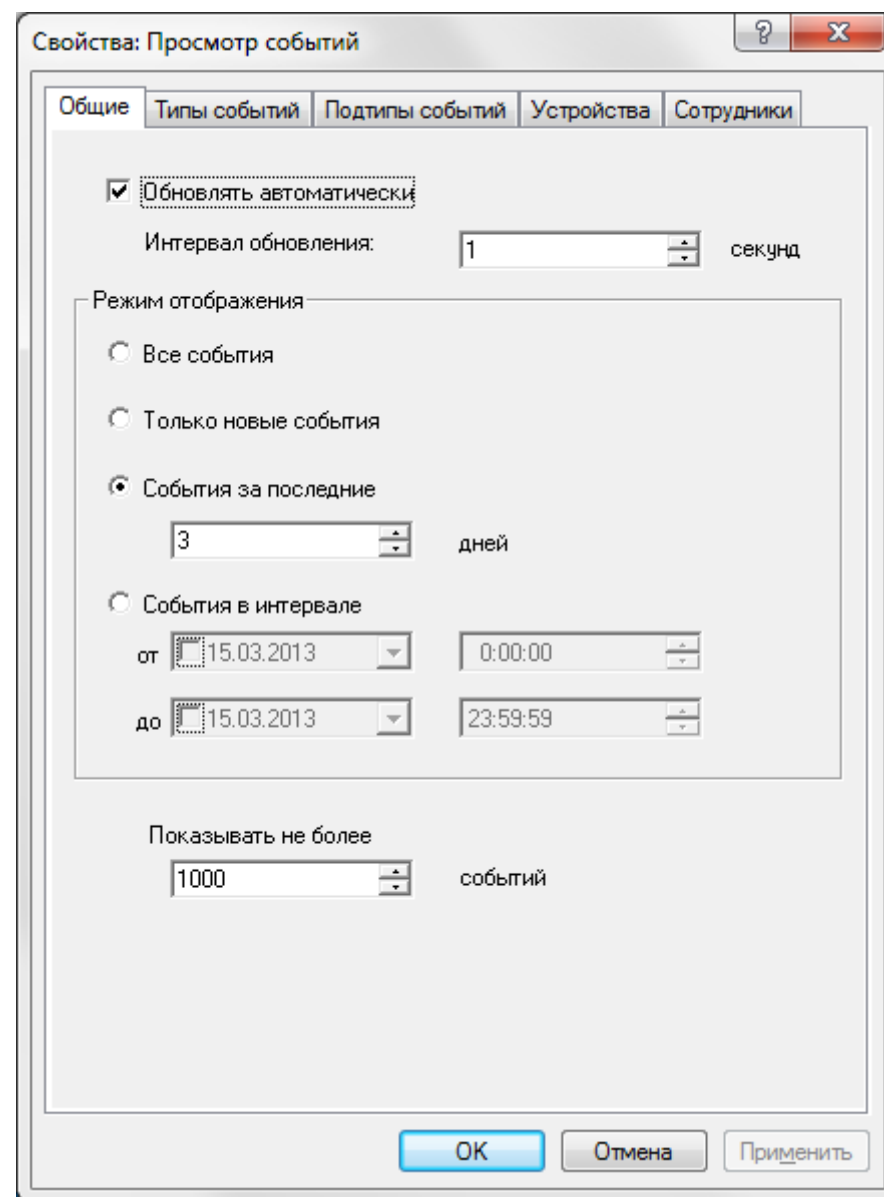 Свойства: Просмотр событий
Общие Типы событий Подтипы событий Устройства Сотрудники
Обновлять автоматически
Интервал обновления: 1 секунд
Режим отображения
Все события
Только новые события
События за последние
3 дней
События в интервале
от 15.03.2013 0:00:00
до 15.03.2013 23:59:59
Показывать не более
1000 событий
OK Отмена Применить